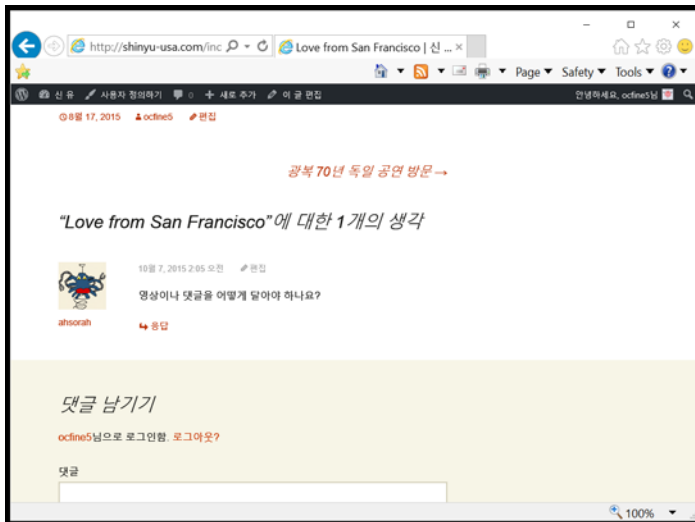 http://shinyu-usa.com/inc
Love from San Francisco | 신 ...
Page Safety Tools
신 유 사용자 정의하기 0 새로 추가 이 글 편집 안녕하세요, ocfine5님
8월 17, 2015 ocfine5 편집
광복 70년 독일 공연 방문 →
“Love from San Francisco”에 대한 1개의 생각
10월 7, 2015 2:05 오전 편집
영상이나 댓글을 어떻게 달아야 하나요?
ahsorah
응답
댓글 남기기
ocfine5님으로 로그인함. 로그아웃?
댓글
100%